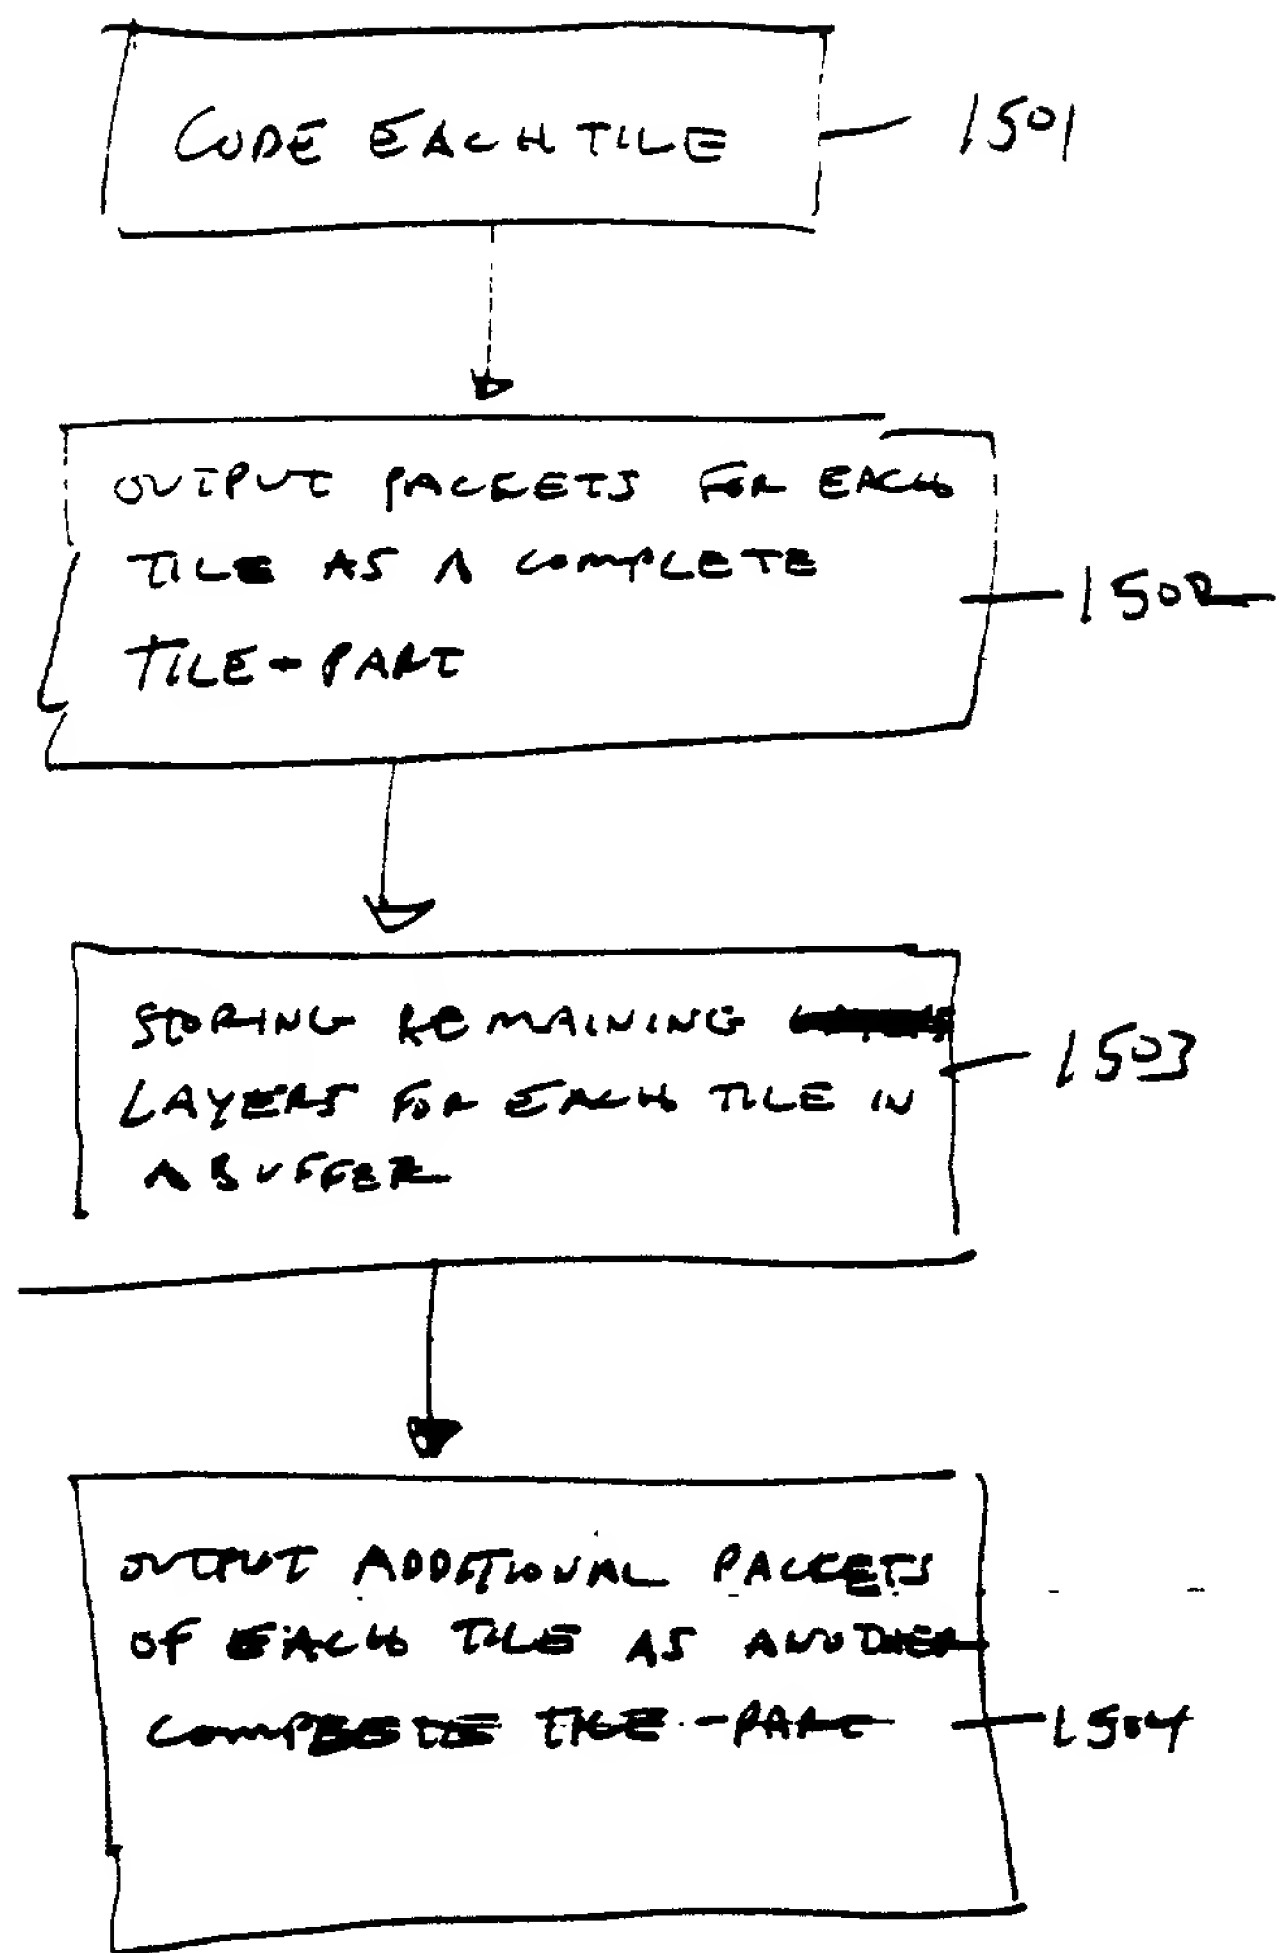 CODE EACH TILE
1501
OUTPUT PACKETS FOR EACH
TILE AS A COMPLETE
TILE-PART
1502
STORING REMAINING
LAYERS FOR EACH TILE IN
A BUFFER
1503
OUTPUT ADDITIONAL PACKETS
OF EACH TILE AS ANOTHER
COMPLETE TILE-PART
1504